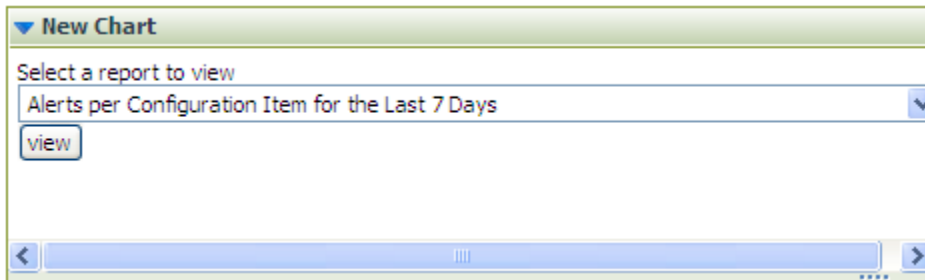 New Chart
Select a report to view
Alerts per Configuration Item for the Last 7 Days
view